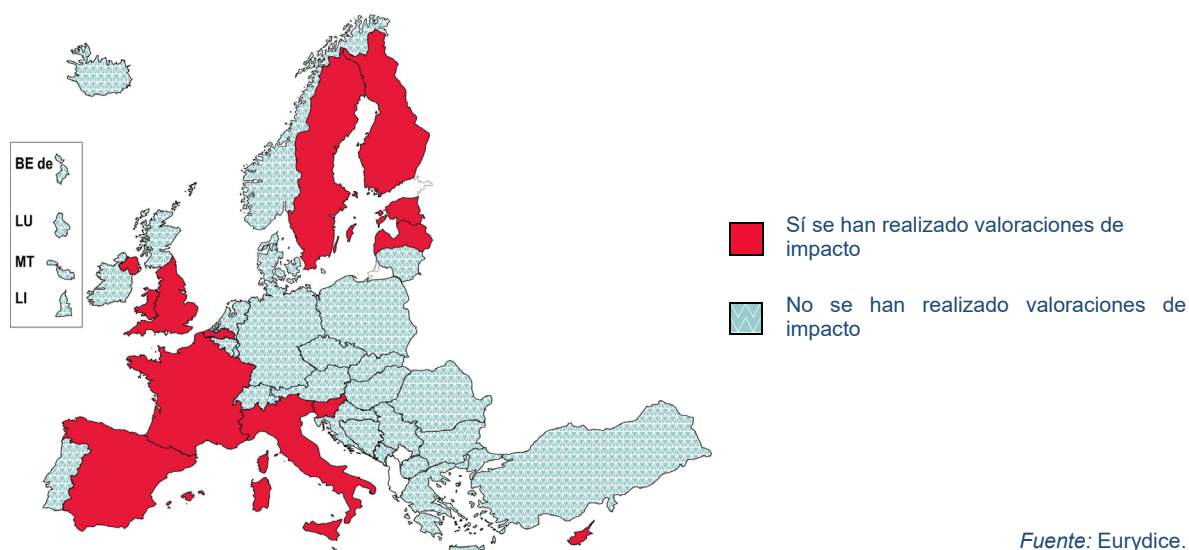 BE de
LU
MT
LI
Sí se han realizado valoraciones de
impacto
No se han realizado valoraciones de
impacto
Fuente: Eurydice.